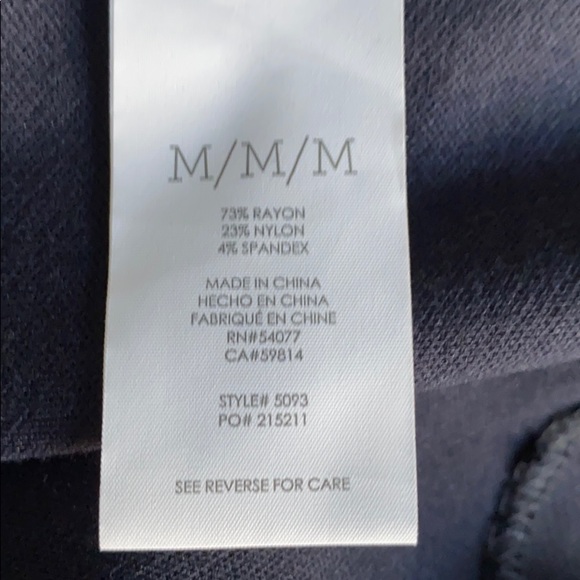 M/M/M
73% RAYON
23% NYLON
4% SPANDEX
MADE IN CHINA
HECHO EN CHINA
FABRIQUÉ EN CHINE
RN#54077
CA#59814
STYLE# 5093
PO# 215211
SEE REVERSE FOR CARE